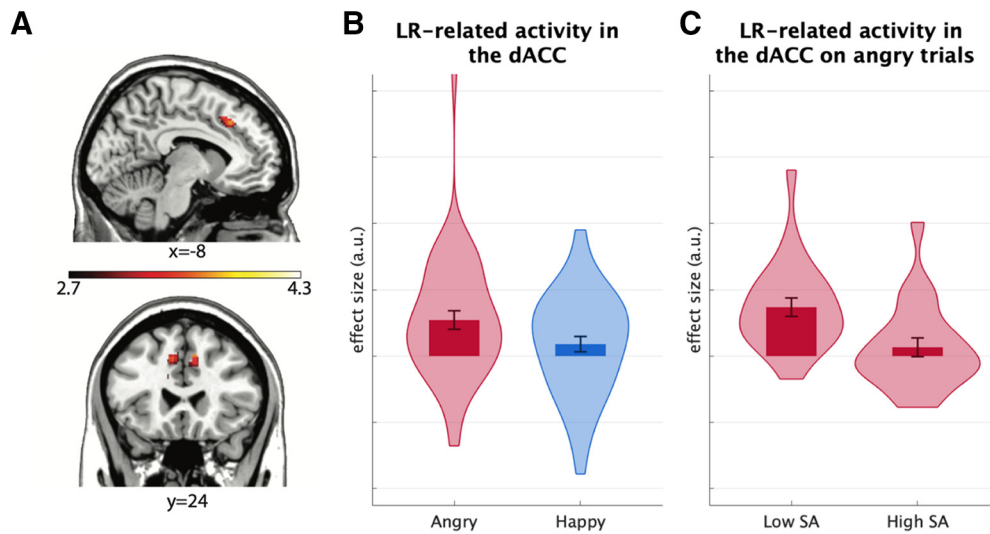 A
x=-8
2.7
4.3
y=24
B
LR-related activity in
the dACC
effect size (a.u.)
Angry
Happy
C
LR-related activity in
the dACC on angry trials
effect size (a.u.)
Low SA
High SA